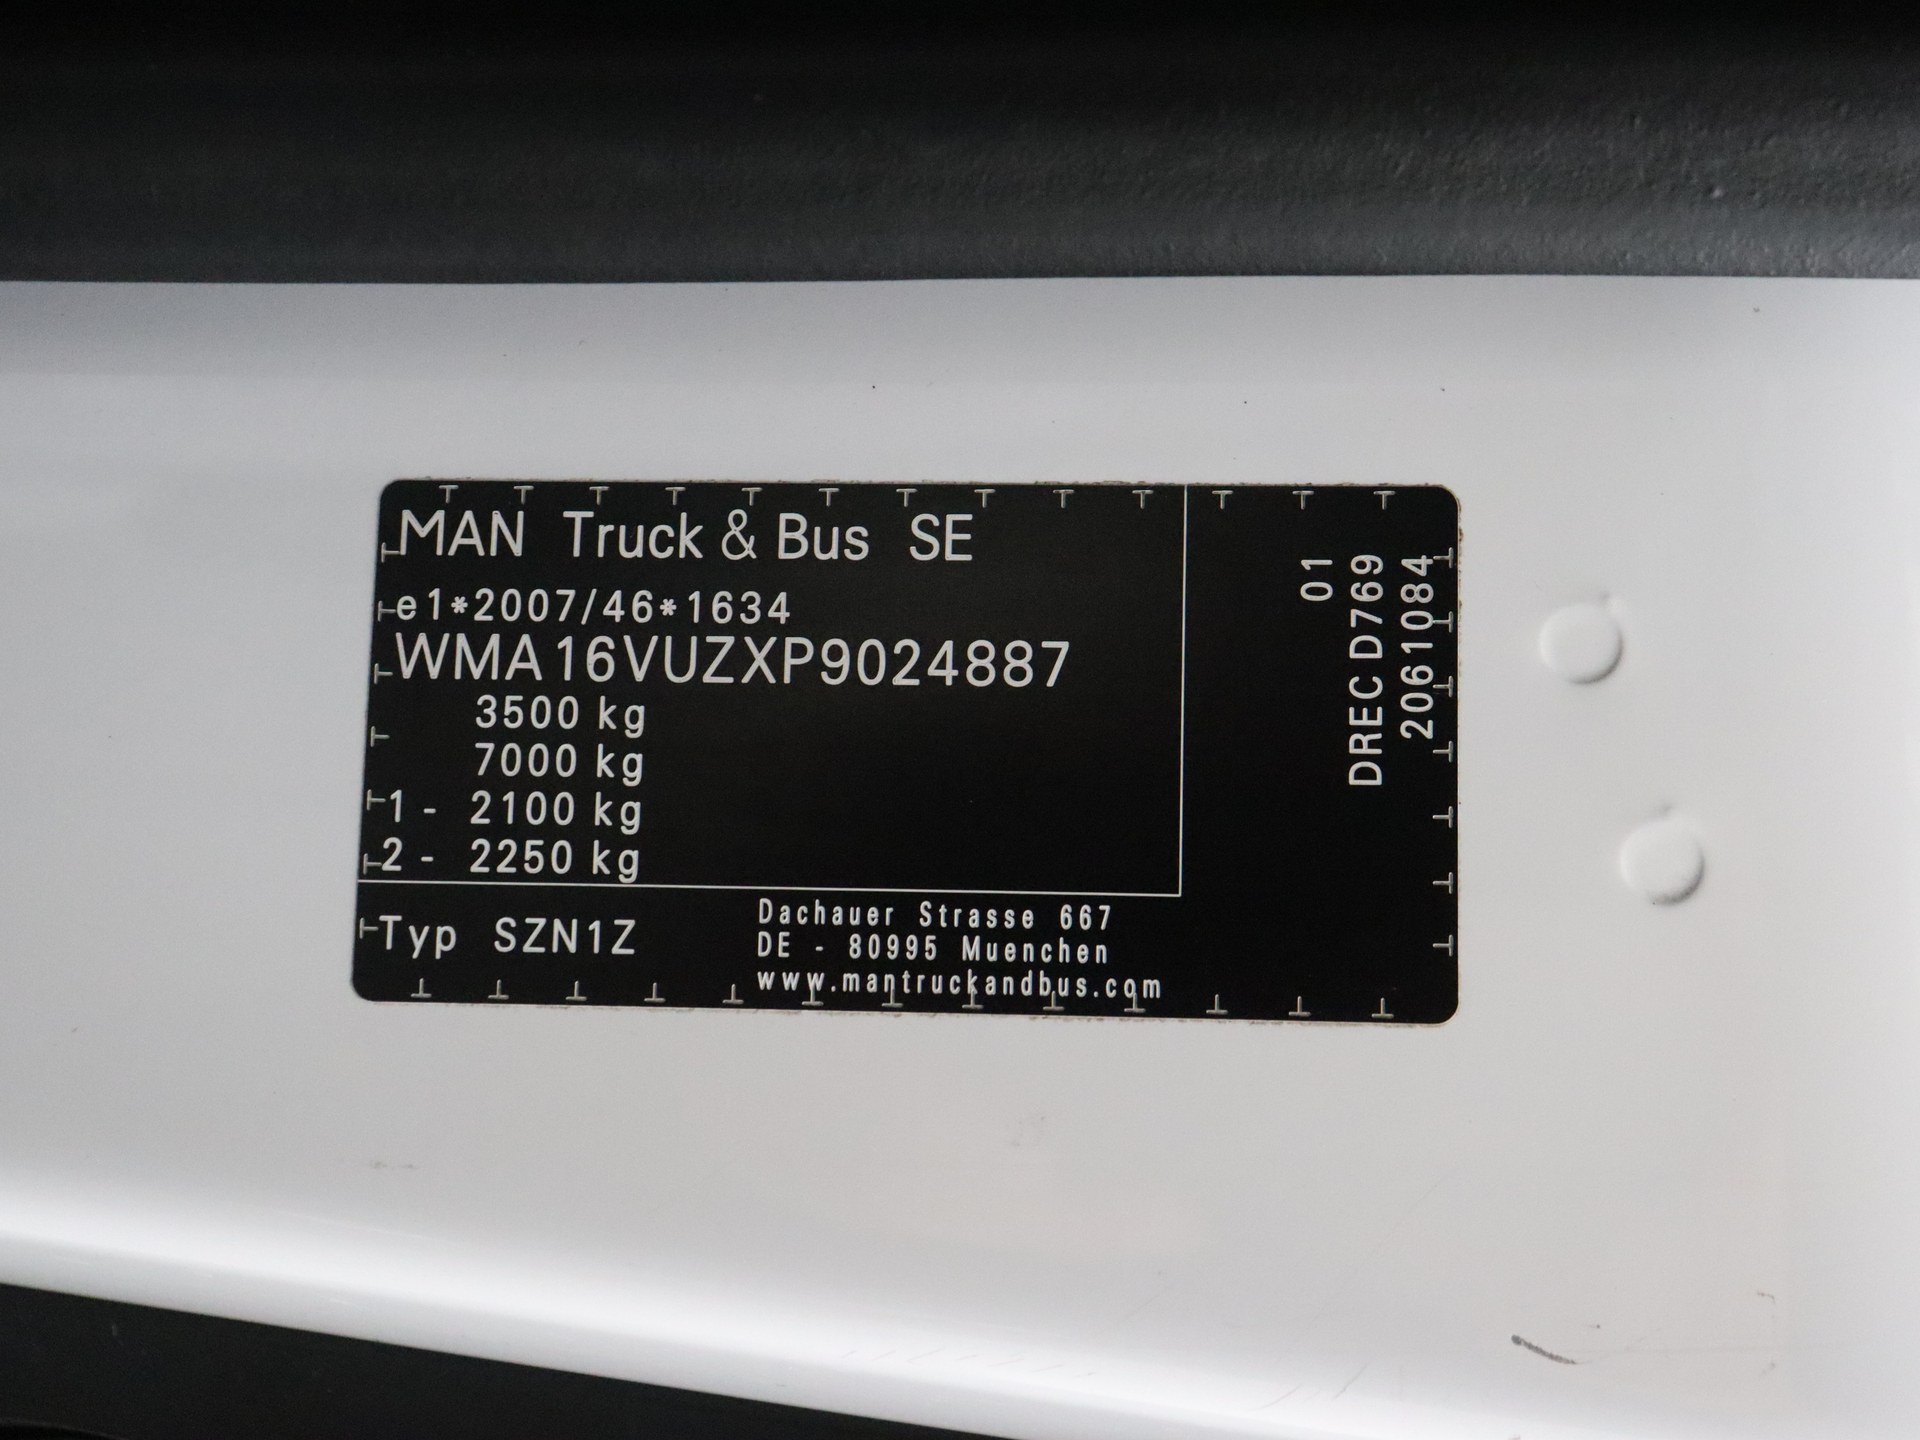 MAN Truck & Bus SE
e1*2007/46*1634
WMA16VUZXP9024887
3500 kg
7000 kg
1 - 2100 kg
2 - 2250 kg
Typ SZN1Z
Dachauer Strasse 667
DE - 80995 Muenchen
www.mantruckandbus.com
01
DREC D769
2061084